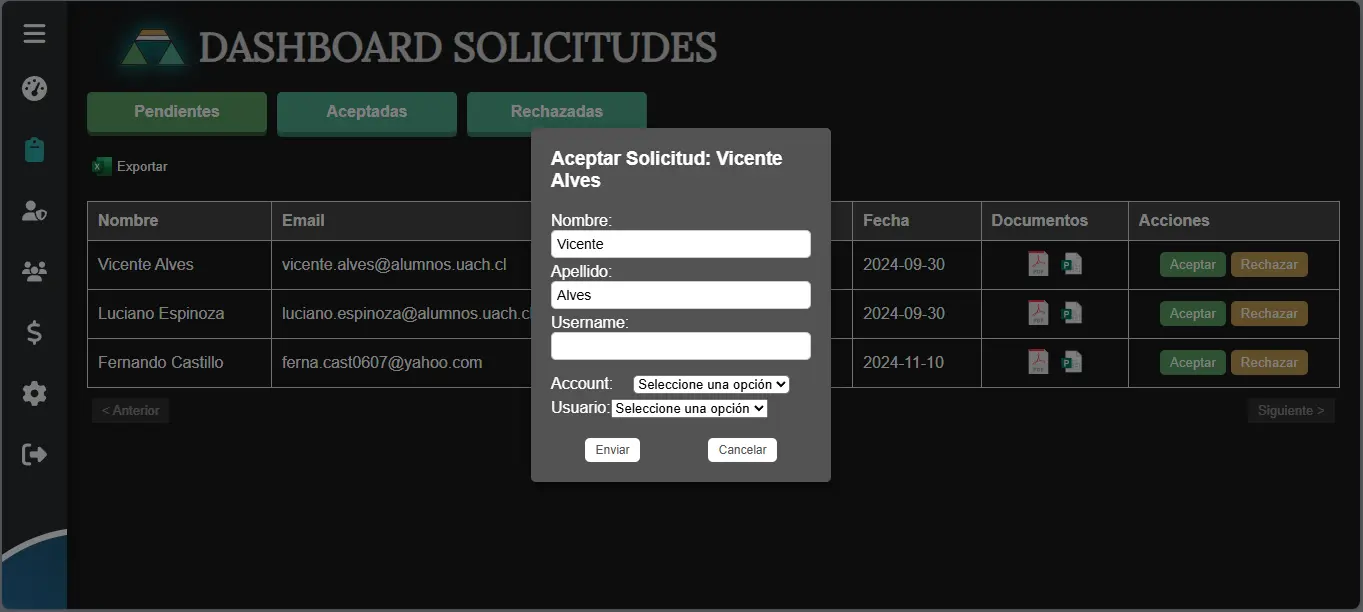 DASHBOARD SOLICITUDES
Pendientes Aceptadas Rechazadas
Exportar
Aceptar Solicitud: Vicente
Alves
Nombre:
Vicente
Apellido:
Alves
Username:
Account: Seleccione una opción
Usuario: Seleccione una opción
Enviar Cancelar
Nombre Email Fecha Documentos Acciones
Vicente Alves vicente.alves@alumnos.uach.cl 2024-09-30 Aceptar Rechazar
Luciano Espinoza luciano.espinoza@alumnos.uach.cl 2024-09-30 Aceptar Rechazar
Fernando Castillo ferna.cast0607@yahoo.com 2024-11-10 Aceptar Rechazar
< Anterior Siguiente >